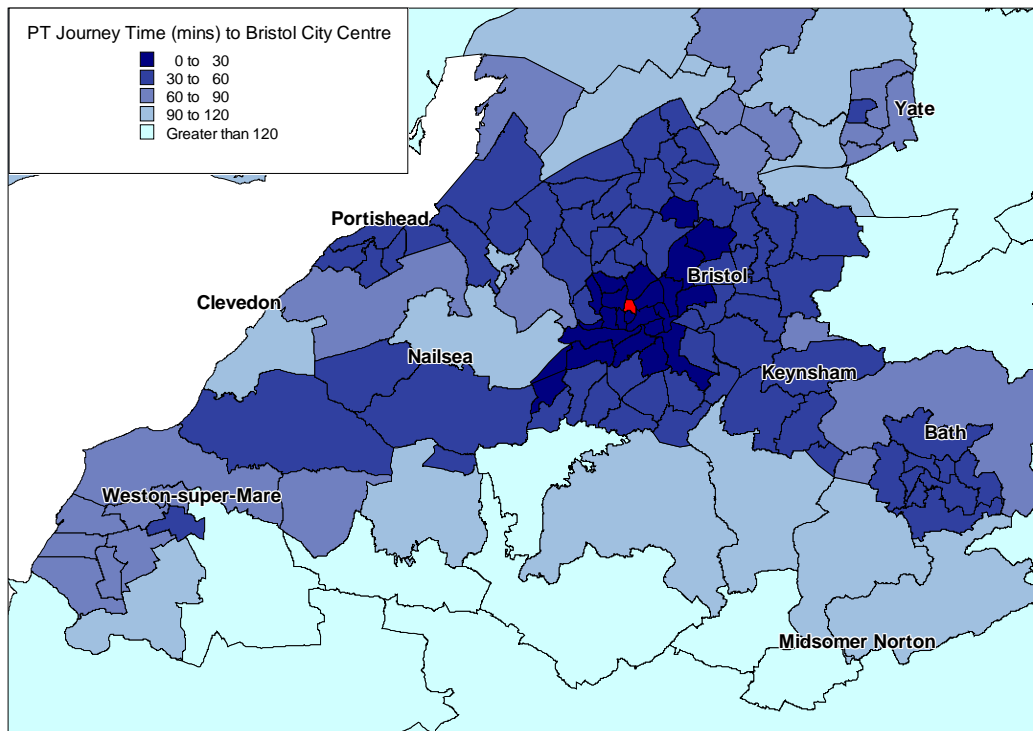 PT Journey Time (mins) to Bristol City Centre
0 to 30
30 to 60
60 to 90
90 to 120
Greater than 120
Yate
Portishead
Bristol
Clevedon
Nailsea
Keynsham
Bath
Weston-super-Mare
Midsomer Norton